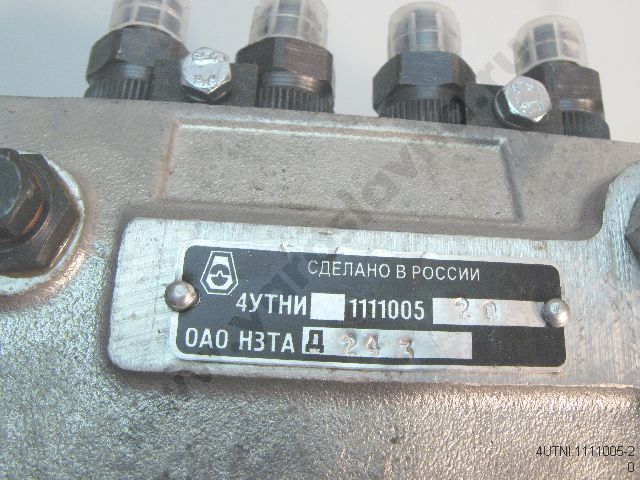 СДЕЛАНО В РОССИИ
4УТНИ 1111005 20
ОАО НЗТА Д 243
4UTNI.1111005-2
0